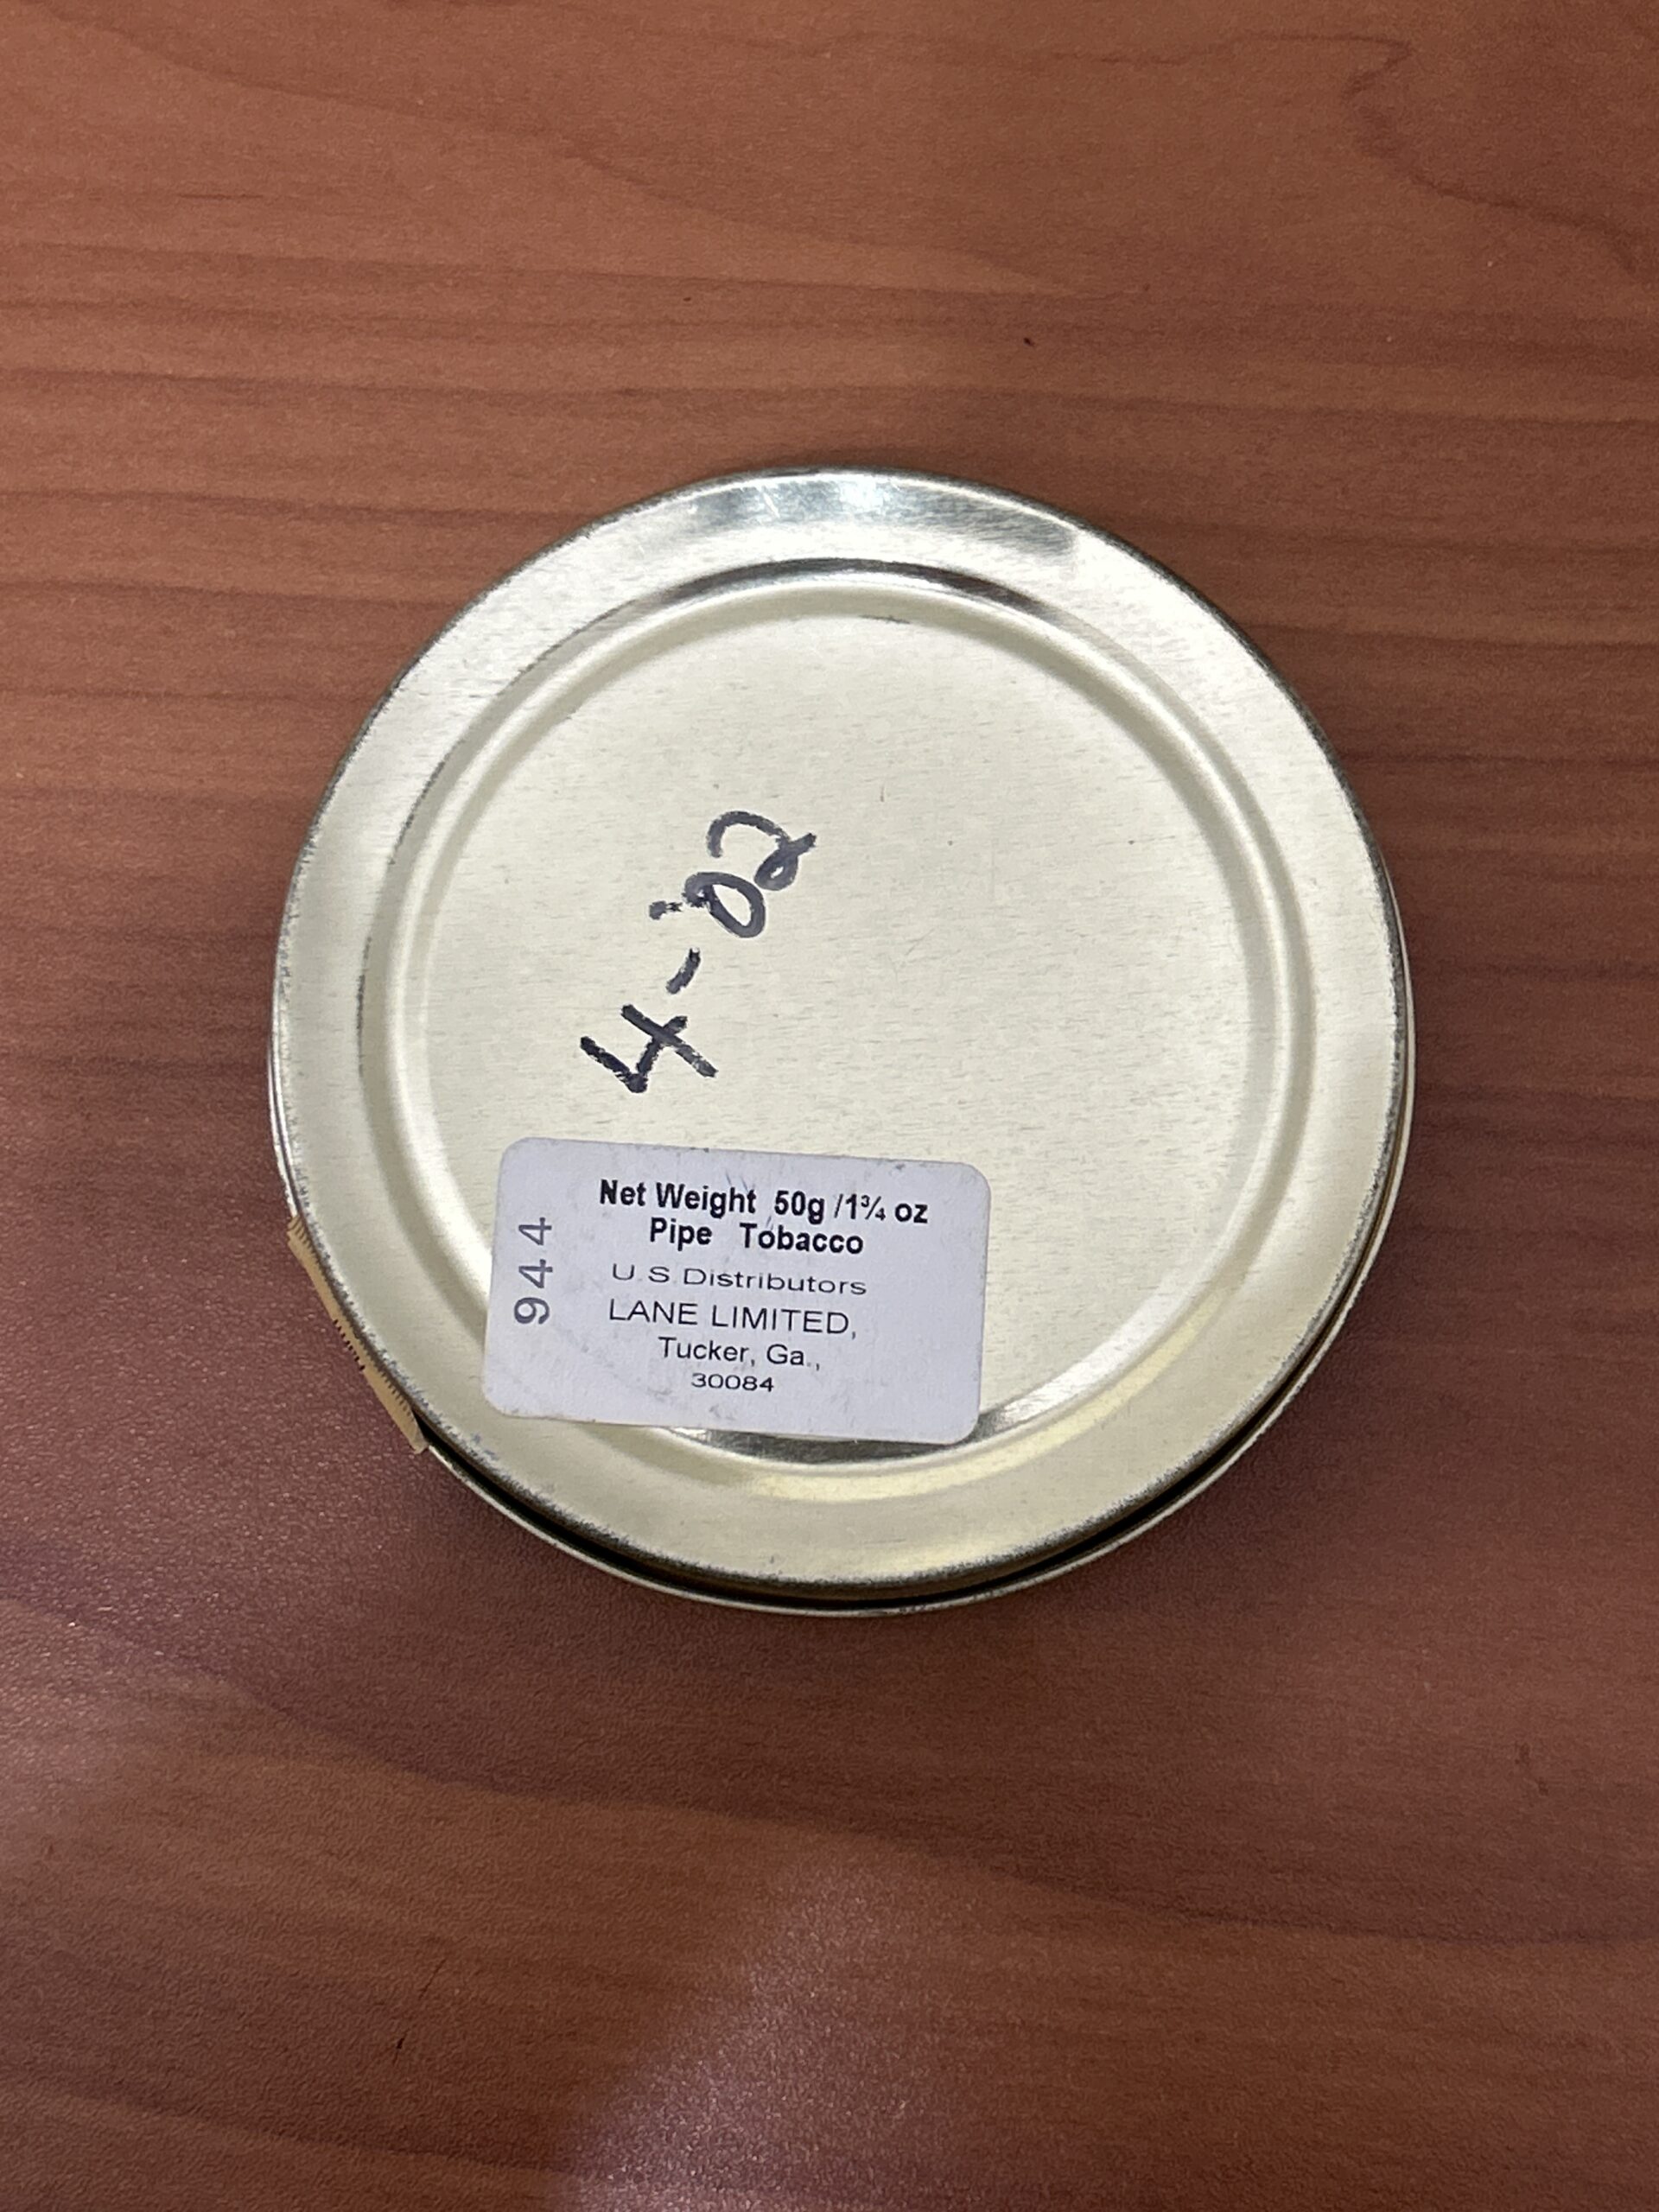 4-02
Net Weight 50g /1¾ oz
Pipe Tobacco
U.S. Distributors
LANE LIMITED,
Tucker, Ga.,
30084
944